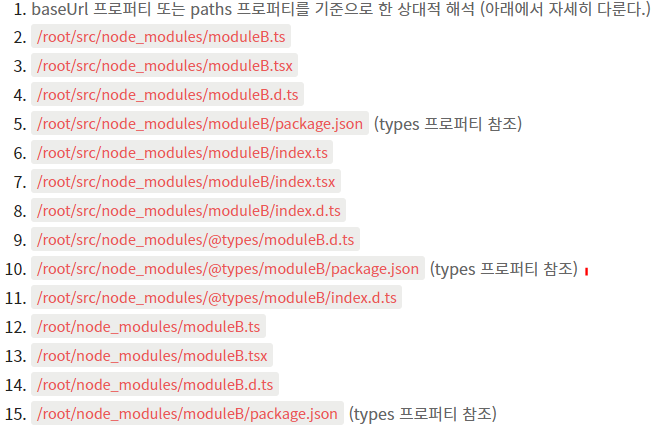 1. baseUrl 프로퍼티 또는 paths 프로퍼티를 기준으로 한 상대적 해석 (아래에서 자세히 다룬다.)
2. /root/src/node_modules/moduleB.ts
3. /root/src/node_modules/moduleB.tsx
4. /root/src/node_modules/moduleB.d.ts
5. /root/src/node_modules/moduleB/package.json (types 프로퍼티 참조)
6. /root/src/node_modules/moduleB/index.ts
7. /root/src/node_modules/moduleB/index.tsx
8. /root/src/node_modules/moduleB/index.d.ts
9. /root/src/node_modules/@types/moduleB.d.ts
10. /root/src/node_modules/@types/moduleB/package.json (types 프로퍼티 참조)
11. /root/src/node_modules/@types/moduleB/index.d.ts
12. /root/node_modules/moduleB.ts
13. /root/node_modules/moduleB.tsx
14. /root/node_modules/moduleB.d.ts
15. /root/node_modules/moduleB/package.json (types 프로퍼티 참조)